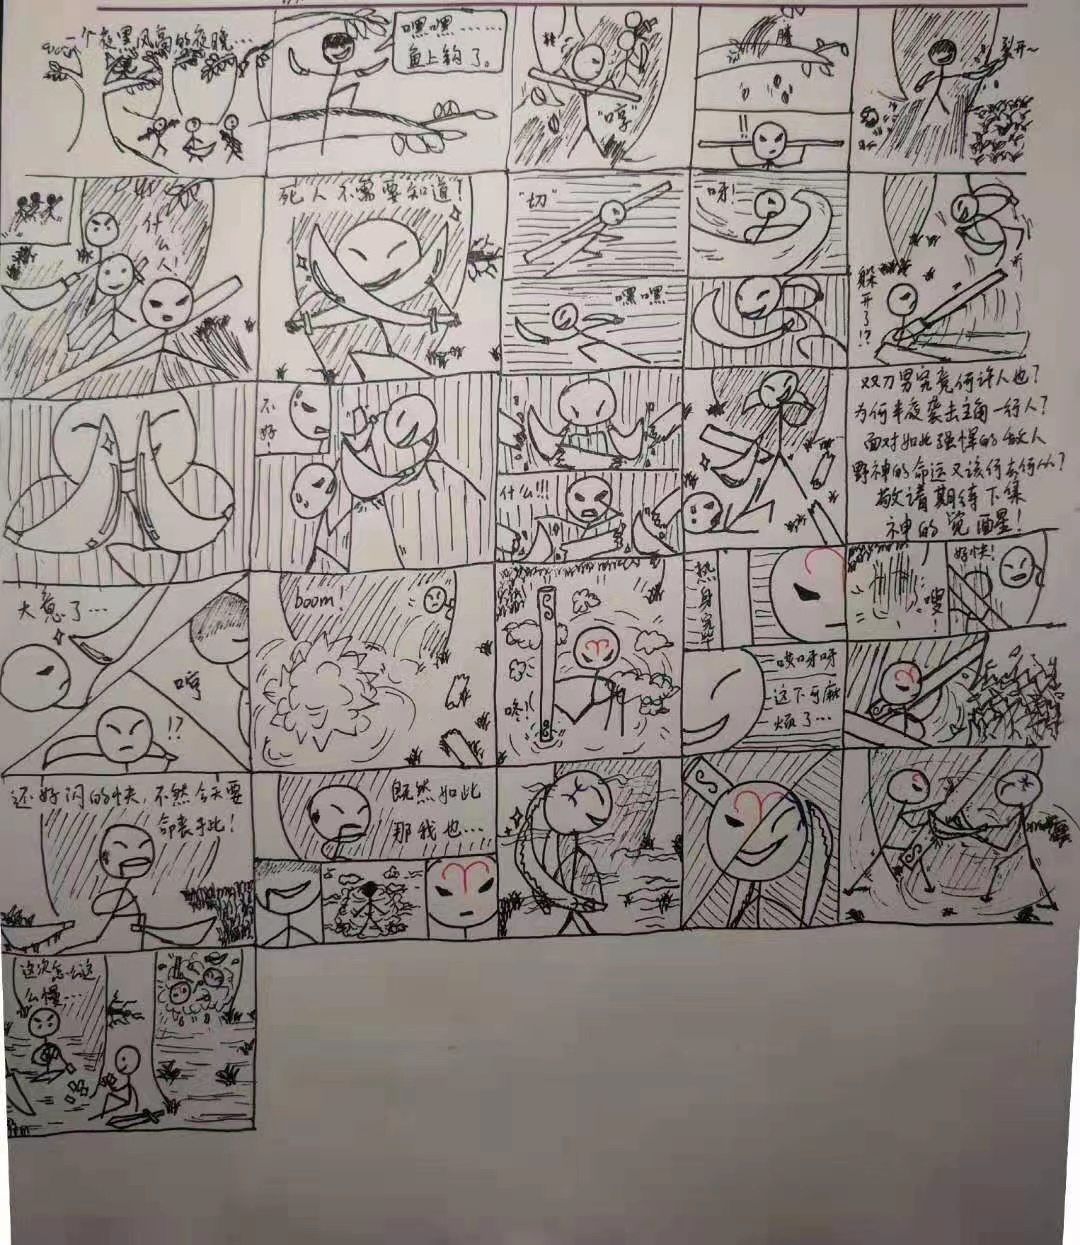 一个夜黑风高的夜晚…
嘿嘿……
鱼上钩了。
"哼"
腾
!!
裂开~
什么
人!
死人不需要知道!
"切"
嘿嘿
呀!
躲
开了
!?
不
好!
什么!!!
双刀男究竟何许人也?
为何半夜袭击主角一行人?
面对如此强悍的敌人
野神的命运又该何去何从?
敬请期待下集
神的觉醒!
大意了…
哼
!?
boom!
咚!
热
身
完
毕
哎呀呀
这下可麻
烦了…
嗖!
好快!
还好闪的快,不然今天要
命丧于此!
既然如此
那我也…
这次怎么这
么慢…